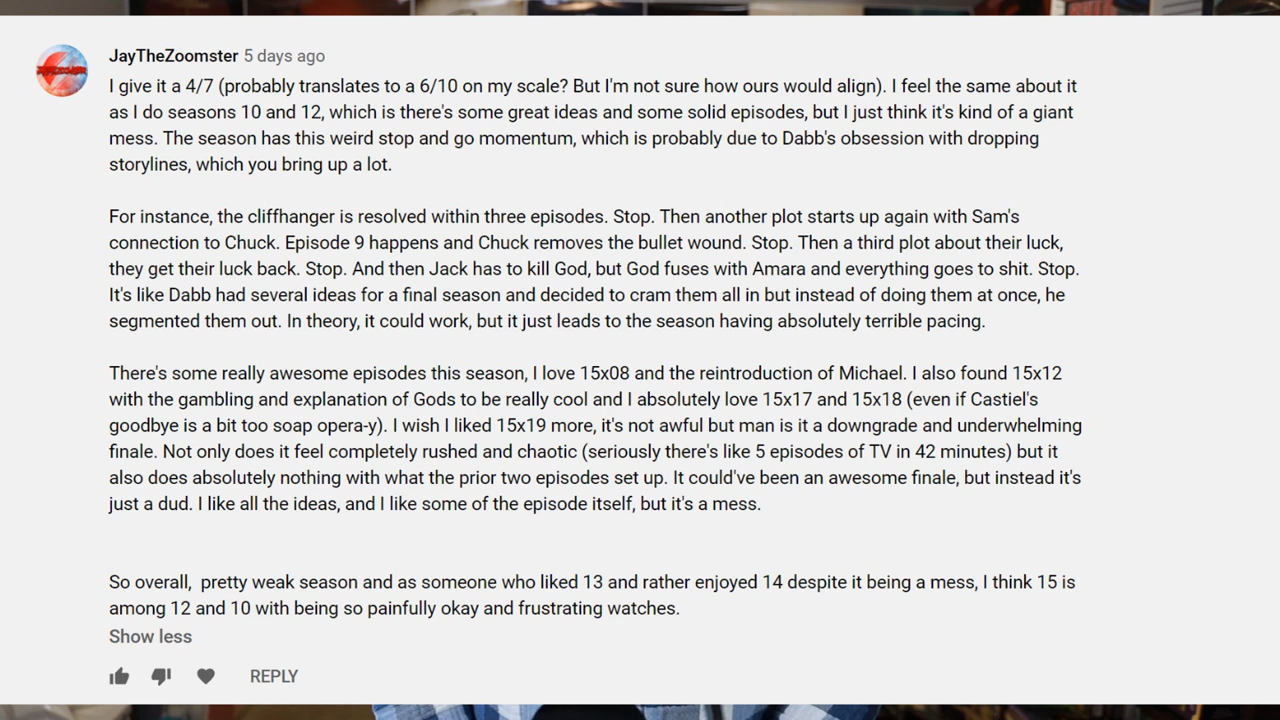 JayTheZoomster 5 days ago
I give it a 4/7 (probably translates to a 6/10 on my scale? But I'm not sure how ours would align). I feel the same about it
as I do seasons 10 and 12, which is there's some great ideas and some solid episodes, but I just think it's kind of a giant
mess. The season has this weird stop and go momentum, which is probably due to Dabb's obsession with dropping
storylines, which you bring up a lot.
For instance, the cliffhanger is resolved within three episodes. Stop. Then another plot starts up again with Sam's
connection to Chuck. Episode 9 happens and Chuck removes the bullet wound. Stop. Then a third plot about their luck,
they get their luck back. Stop. And then Jack has to kill God, but God fuses with Amara and everything goes to shit. Stop.
It's like Dabb had several ideas for a final season and decided to cram them all in but instead of doing them at once, he
segmented them out. In theory, it could work, but it just leads to the season having absolutely terrible pacing.
There's some really awesome episodes this season, I love 15x08 and the reintroduction of Michael. I also found 15x12
with the gambling and explanation of Gods to be really cool and I absolutely love 15x17 and 15x18 (even if Castiel's
goodbye is a bit too soap opera-y). I wish I liked 15x19 more, it's not awful but man is it a downgrade and underwhelming
finale. Not only does it feel completely rushed and chaotic (seriously there's like 5 episodes of TV in 42 minutes) but it
also does absolutely nothing with what the prior two episodes set up. It could've been an awesome finale, but instead it's
just a dud. I like all the ideas, and I like some of the episode itself, but it's a mess.
So overall,  pretty weak season and as someone who liked 13 and rather enjoyed 14 despite it being a mess, I think 15 is
among 12 and 10 with being so painfully okay and frustrating watches.
Show less
REPLY